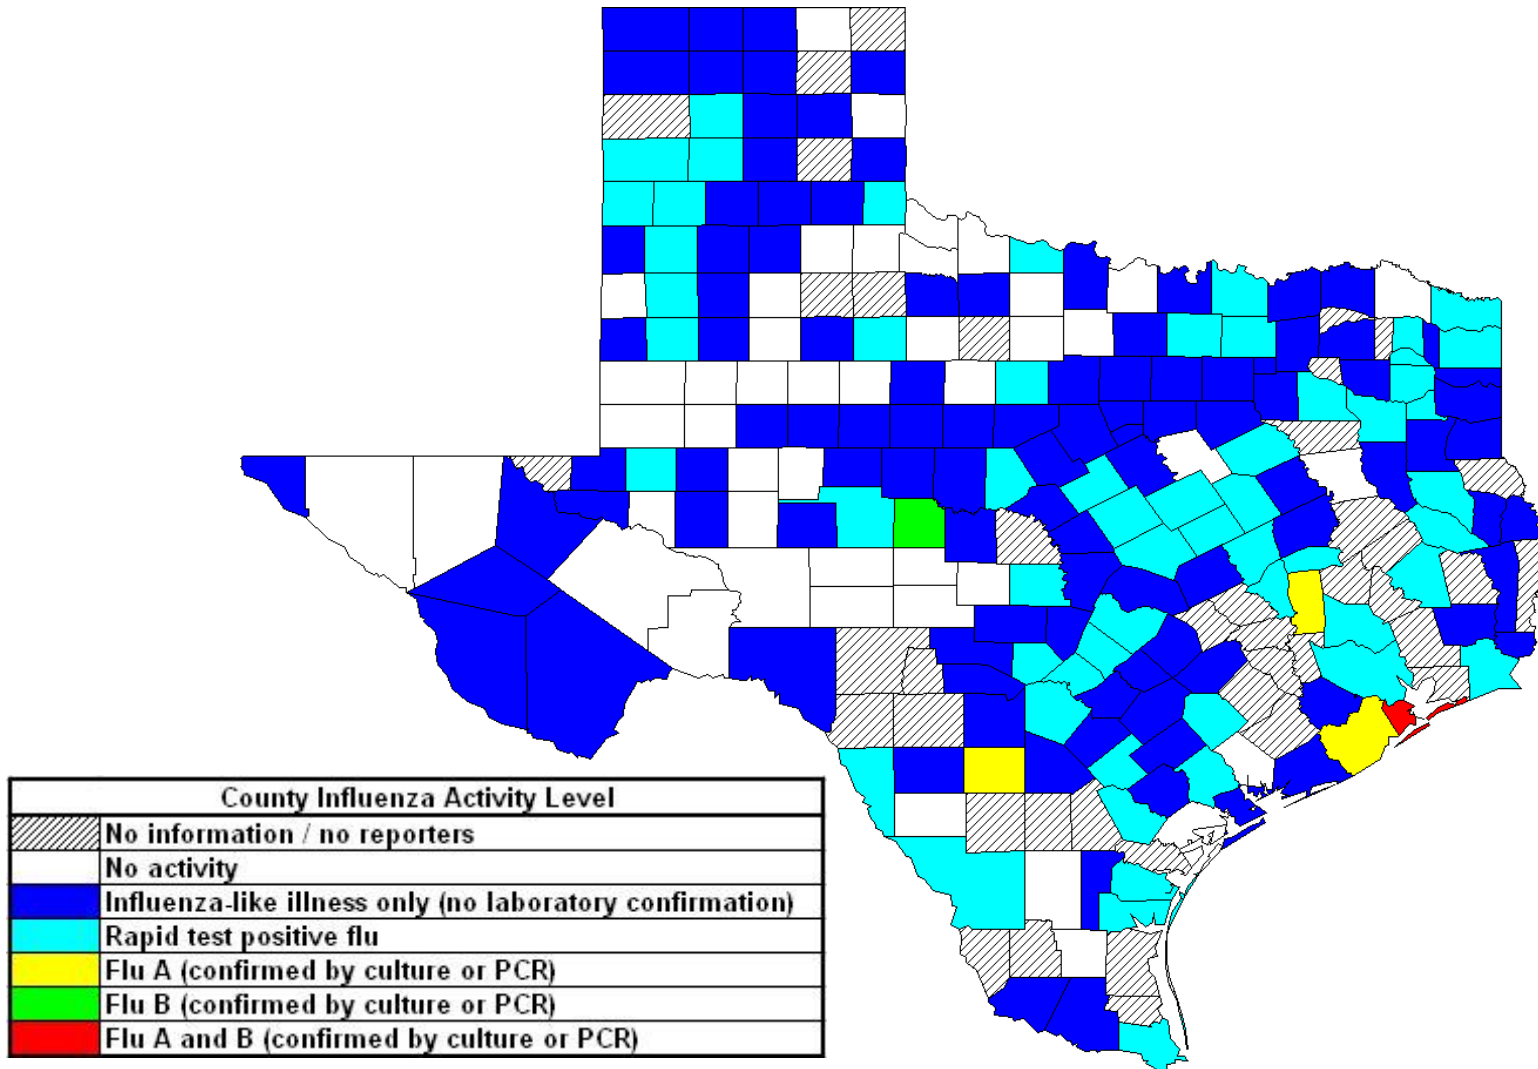 County Influenza Activity Level
No information / no reporters
No activity
Influenza-like illness only (no laboratory confirmation)
Rapid test positive flu
Flu A (confirmed by culture or PCR)
Flu B (confirmed by culture or PCR)
Flu A and B (confirmed by culture or PCR)